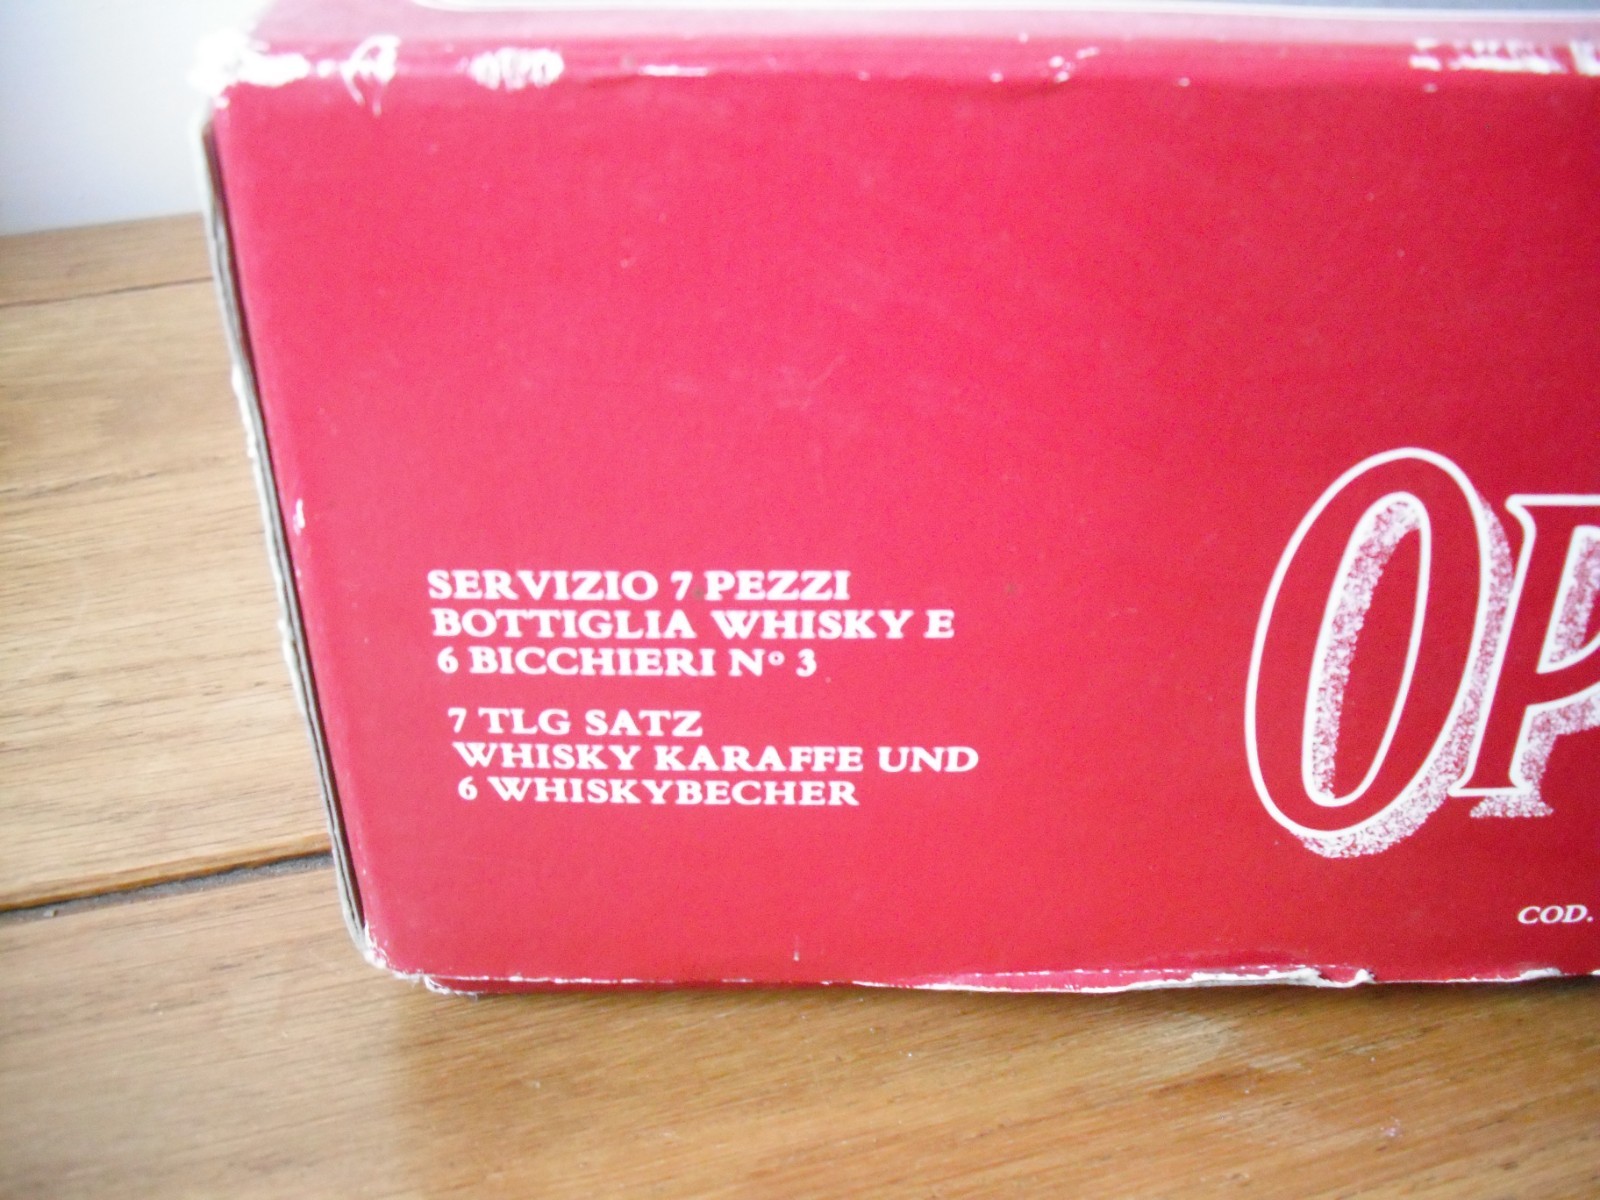 SERVIZIO 7 PEZZI
BOTTIGLIA WHISKY E
6 BICCHIERI N° 3
7 TLG SATZ
WHISKY KARAFFE UND
6 WHISKYBECHER
OP
COD.